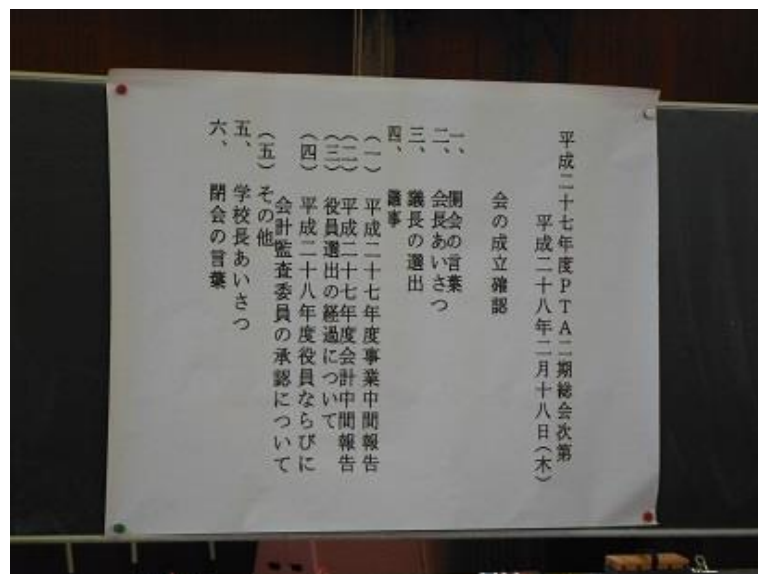 平成二十七年度PTA二期総会次第
平成二十八年二月十八日(木)
会の成立確認
一、 開会の言葉
二、 会長あいさつ
三、 議長の選出
四、 議事
(一) 平成二十七年度事業中間報告
(二) 平成二十七年度会計中間報告
(三) 役員選出の経過について
(四) 平成二十八年度役員ならびに
会計監査委員の承認について
(五) その他
五、 学校長あいさつ
六、 閉会の言葉